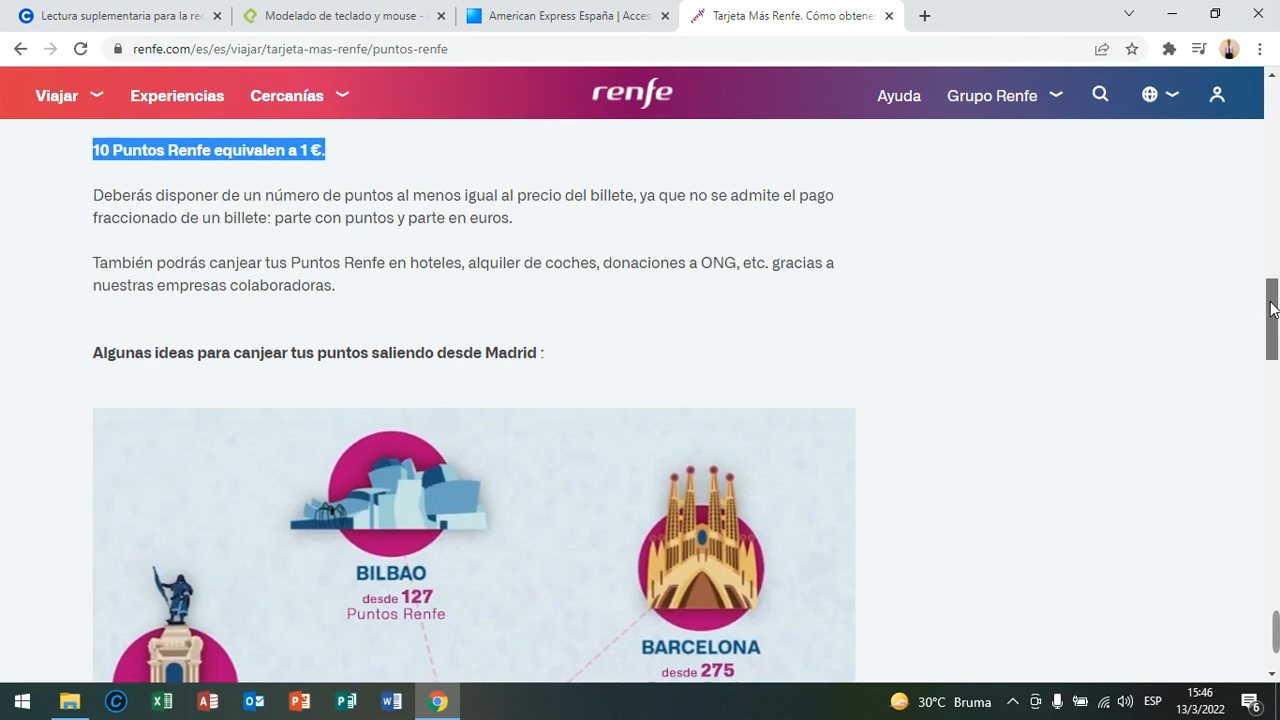 Lectura suplementaria para la rec
Modelado de teclado y mouse -
American Express España | Acces
Tarjeta Más Renfe. Cómo obtene
renfe.com/es/es/viajar/tarjeta-mas-renfe/puntos-renfe
Viajar
Experiencias
Cercanías
renfe
Ayuda
Grupo Renfe
10 Puntos Renfe equivalen a 1 €.
Deberás disponer de un número de puntos al menos igual al precio del billete, ya que no se admite el pago
fraccionado de un billete: parte con puntos y parte en euros.
También podrás canjear tus Puntos Renfe en hoteles, alquiler de coches, donaciones a ONG, etc. gracias a
nuestras empresas colaboradoras.
Algunas ideas para canjear tus puntos saliendo desde Madrid :
BILBAO
desde 127
Puntos Renfe
BARCELONA
desde 275
30°C Bruma
ESP
15:46
13/3/2022
6